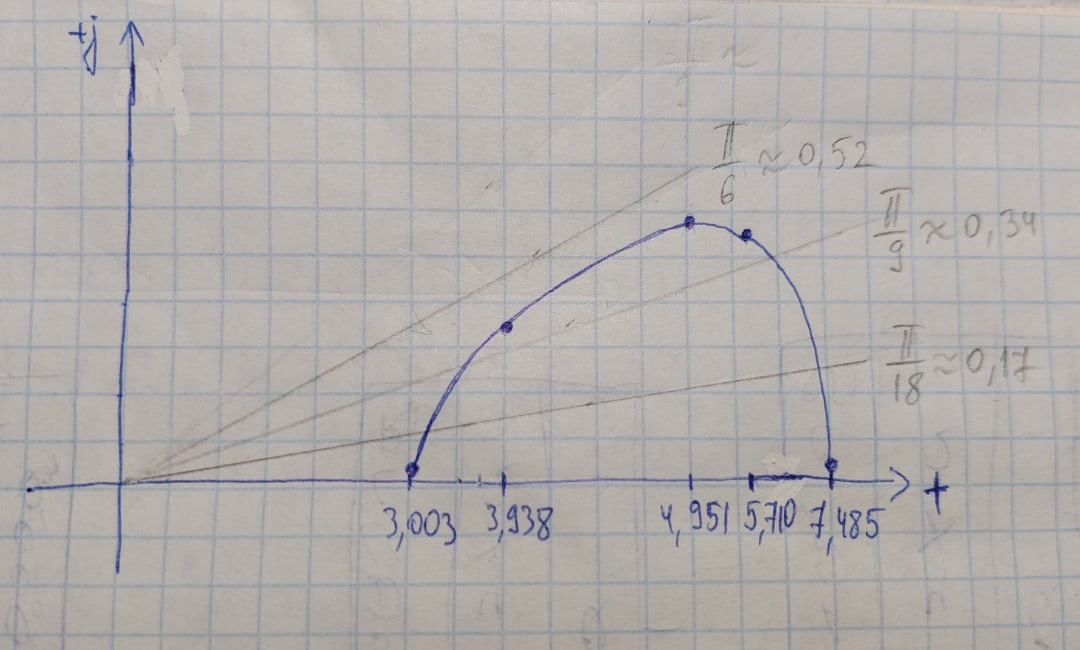 +j
π/6 ≈ 0,52
π/9 ≈ 0,34
π/18 ≈ 0,17
3,003 3,938 4,951 5,710 7,485 +